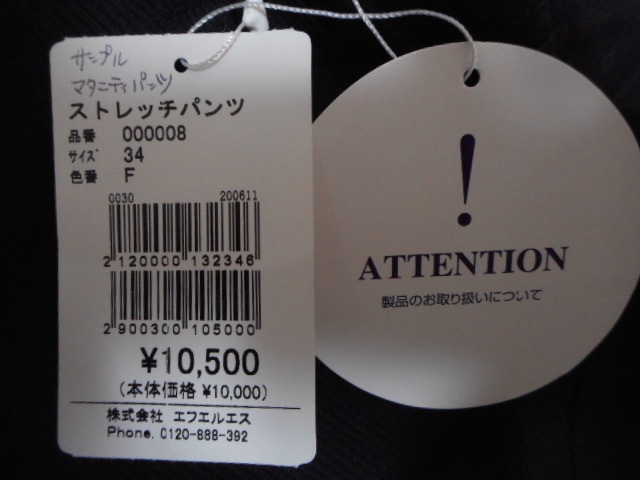 サンプル
マタニティパンツ
ストレッチパンツ
品番 000008
サイズ 34
色番 F
0030 200611
2 120000 132346
2 900300 105000
¥10,500
(本体価格 ¥10,000)
株式会社 エフエルエス
Phone. 0120-888-392
!
ATTENTION
製品のお取り扱いについて